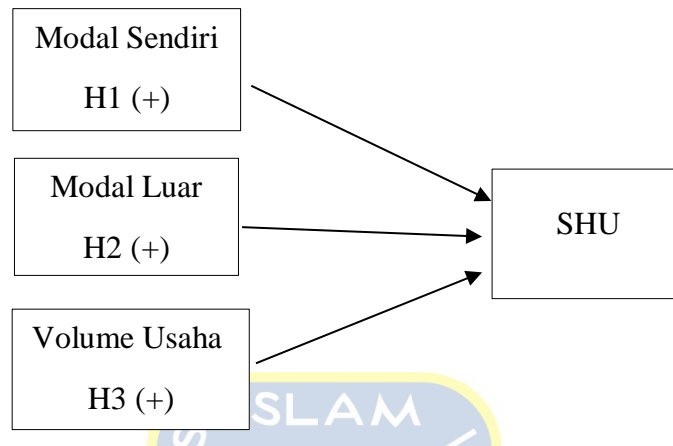 Modal Sendiri
H1 (+)
Modal Luar
H2 (+)
SHU
Volume Usaha
H3 (+)
SLAM